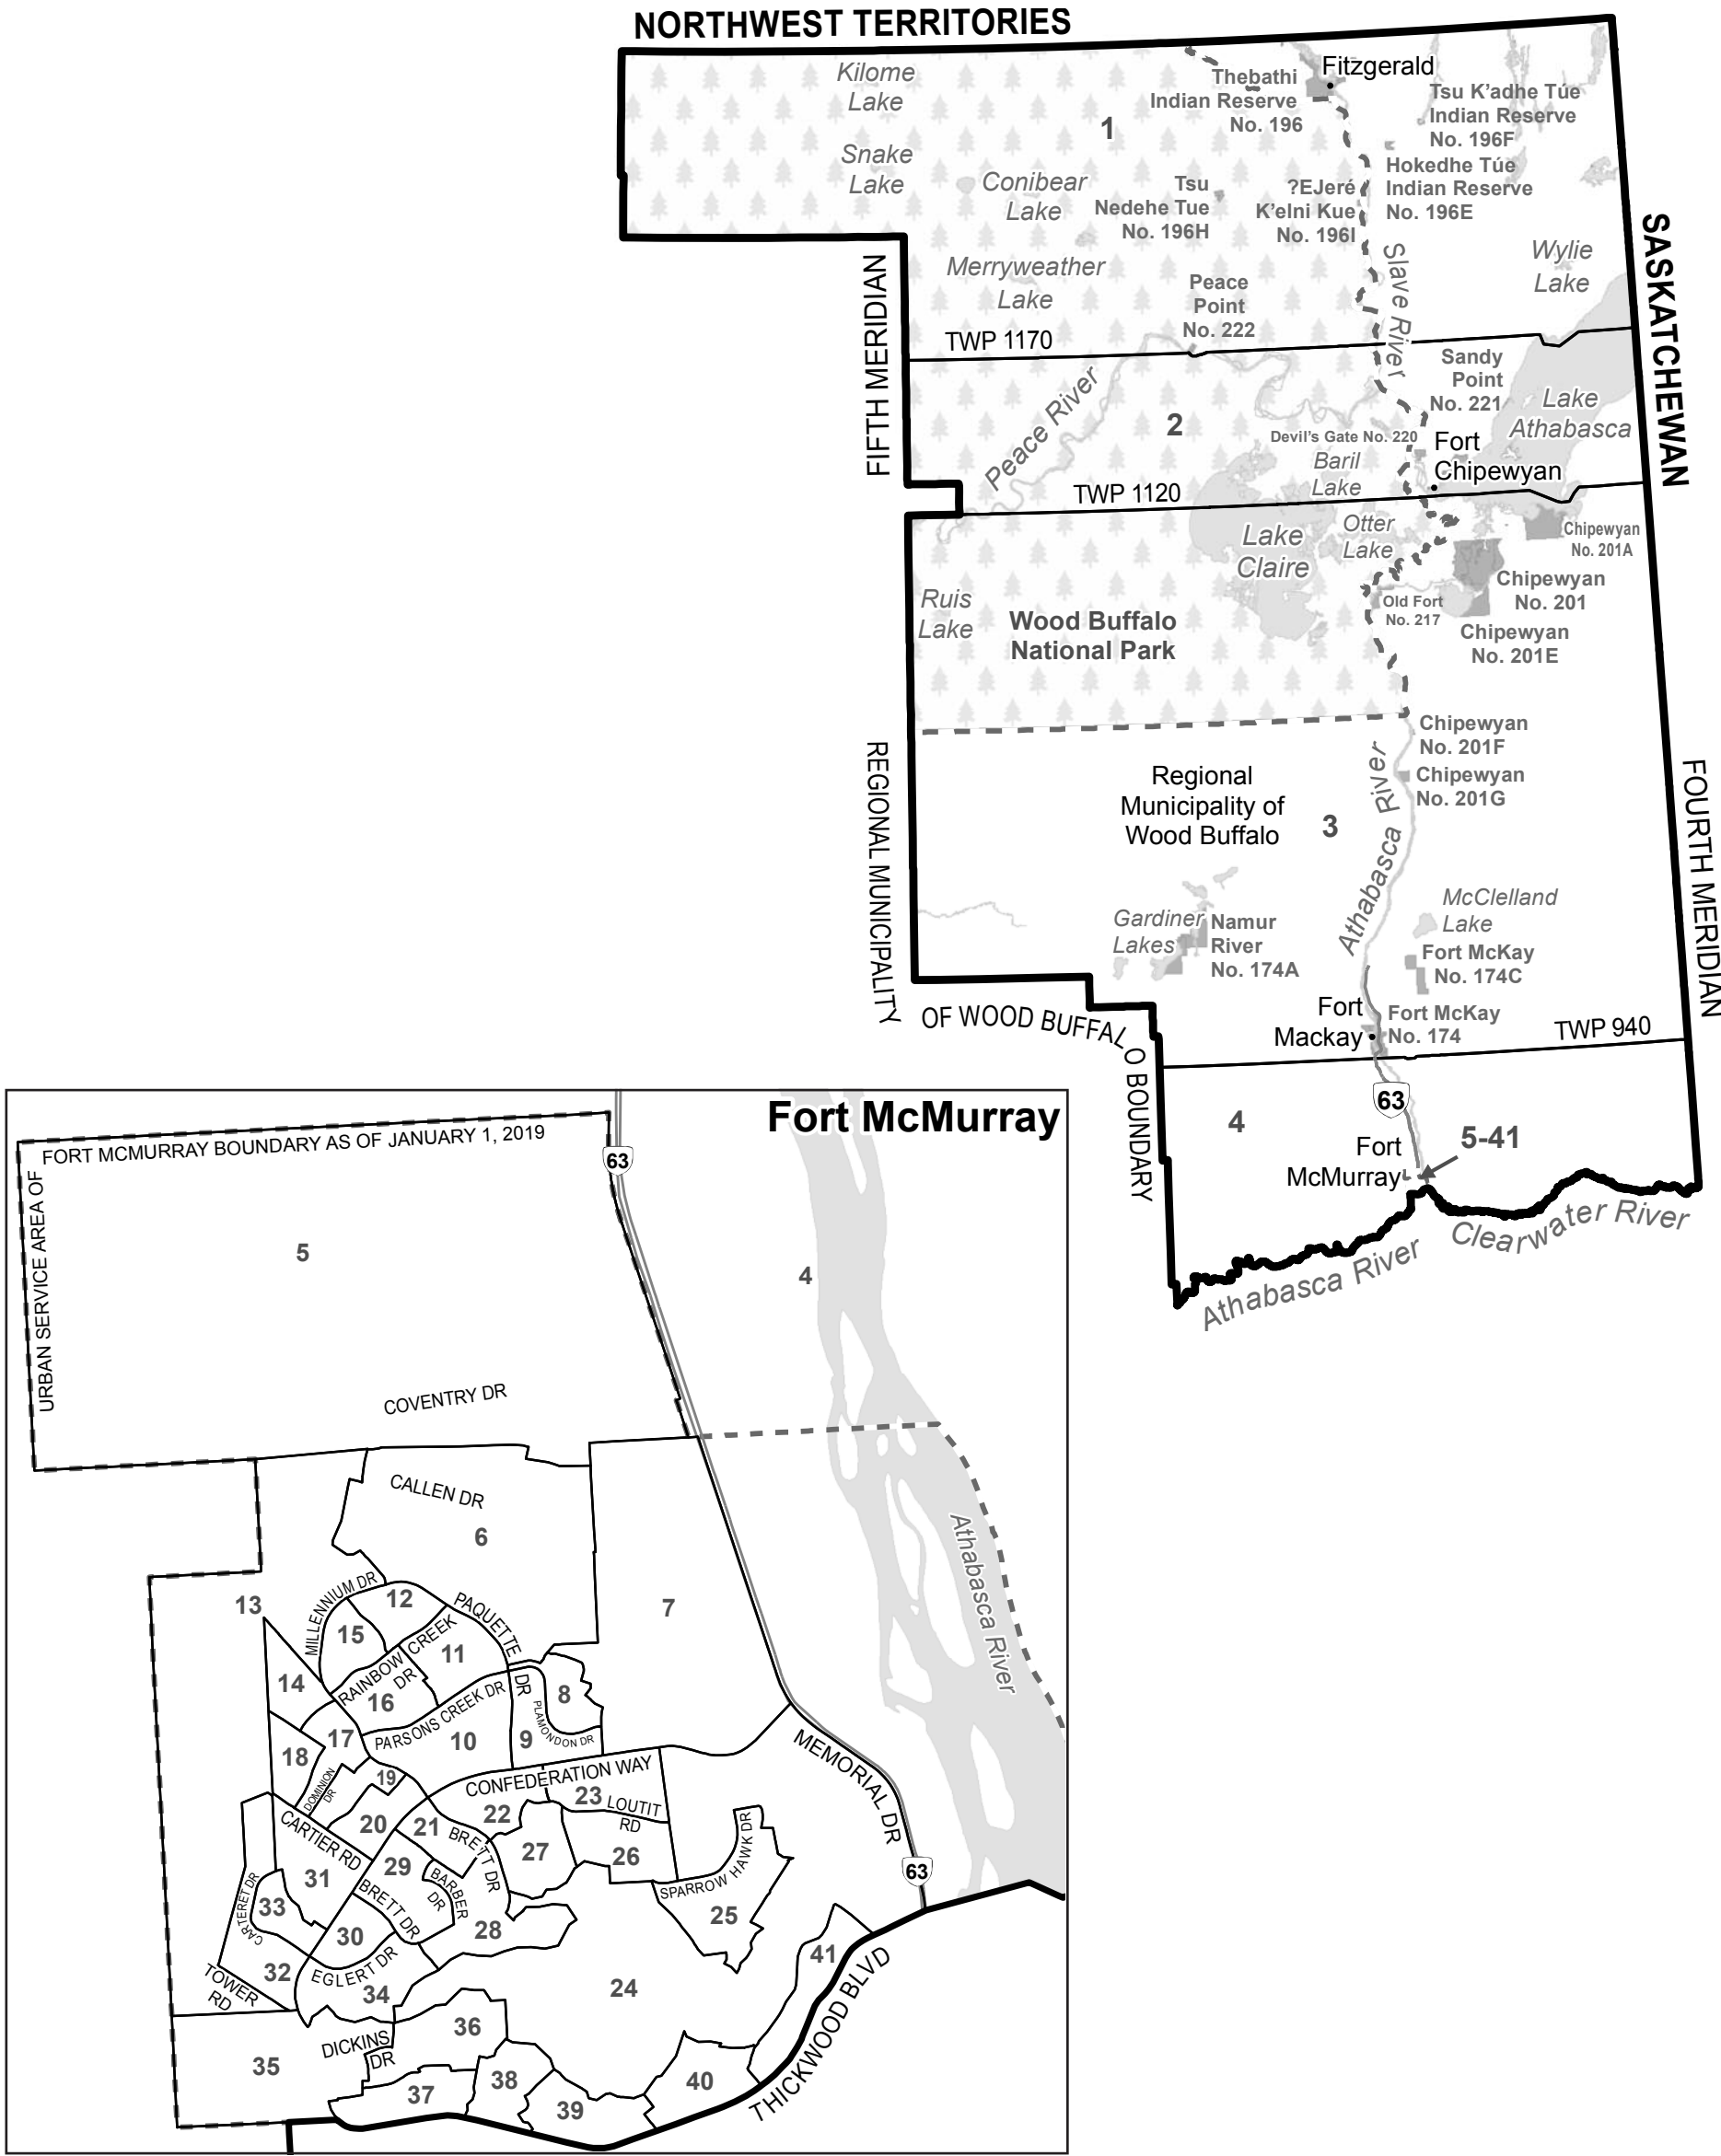 NORTHWEST TERRITORIES
Kilome
Lake
Thebathi
Indian Reserve
No. 196
Fitzgerald
Tsu K'adhe Túe
Indian Reserve
No. 196F
1
Snake
Lake
Conibear
Lake
Tsu
Nedehe Tue
No. 196H
?EJeré
K'elni Kue
No. 196I
Hokedhe Túe
Indian Reserve
No. 196E
Merryweather
Lake
Peace
Point
No. 222
Slave River
Wylie
Lake
SASKATCHEWAN
FIFTH MERIDIAN
TWP 1170
Peace River
2
Sandy
Point
No. 221
Lake
Athabasca
Devil's Gate No. 220
Baril
Lake
Fort
Chipewyan
TWP 1120
Lake
Claire
Otter
Lake
Chipewyan
No. 201A
Chipewyan
No. 201
Old Fort
No. 217
Chipewyan
No. 201E
Ruis
Lake
Wood Buffalo
National Park
Chipewyan
No. 201F
Chipewyan
No. 201G
REGIONAL MUNICIPALITY
OF WOOD BUFFALO BOUNDARY
Regional
Municipality of
Wood Buffalo
3
Athabasca River
FOURTH MERIDIAN
Gardiner
Lakes
Namur
River
No. 174A
McClelland
Lake
Fort McKay
No. 174C
Fort
Mackay
Fort McKay
No. 174
TWP 940
63
4
5-41
Fort
McMurray
Athabasca River
Clearwater River
Fort McMurray
URBAN SERVICE AREA OF
FORT MCMURRAY BOUNDARY AS OF JANUARY 1, 2019
63
5
4
COVENTRY DR
CALLEN DR
6
Athabasca River
7
MILLENNIUM DR
12
13
PAQUETTE
DR
15
RAINBOW CREEK
DR
11
14
16
8
PLAMONDON DR
PARSONS CREEK DR
17
10
9
18
DOMINION
DR
19
CONFEDERATION WAY
MEMORIAL DR
23
LOUTIT
RD
22
20
21
BRETT DR
CARTIER RD
27
26
SPARROW HAWK DR
29
31
BARBER
DR
63
CARTERET DR
33
BRETT DR
25
28
30
41
EGLERT DR
32
34
24
TOWER
RD
THICKWOOD BLVD
36
DICKINS
DR
35
38
40
37
39